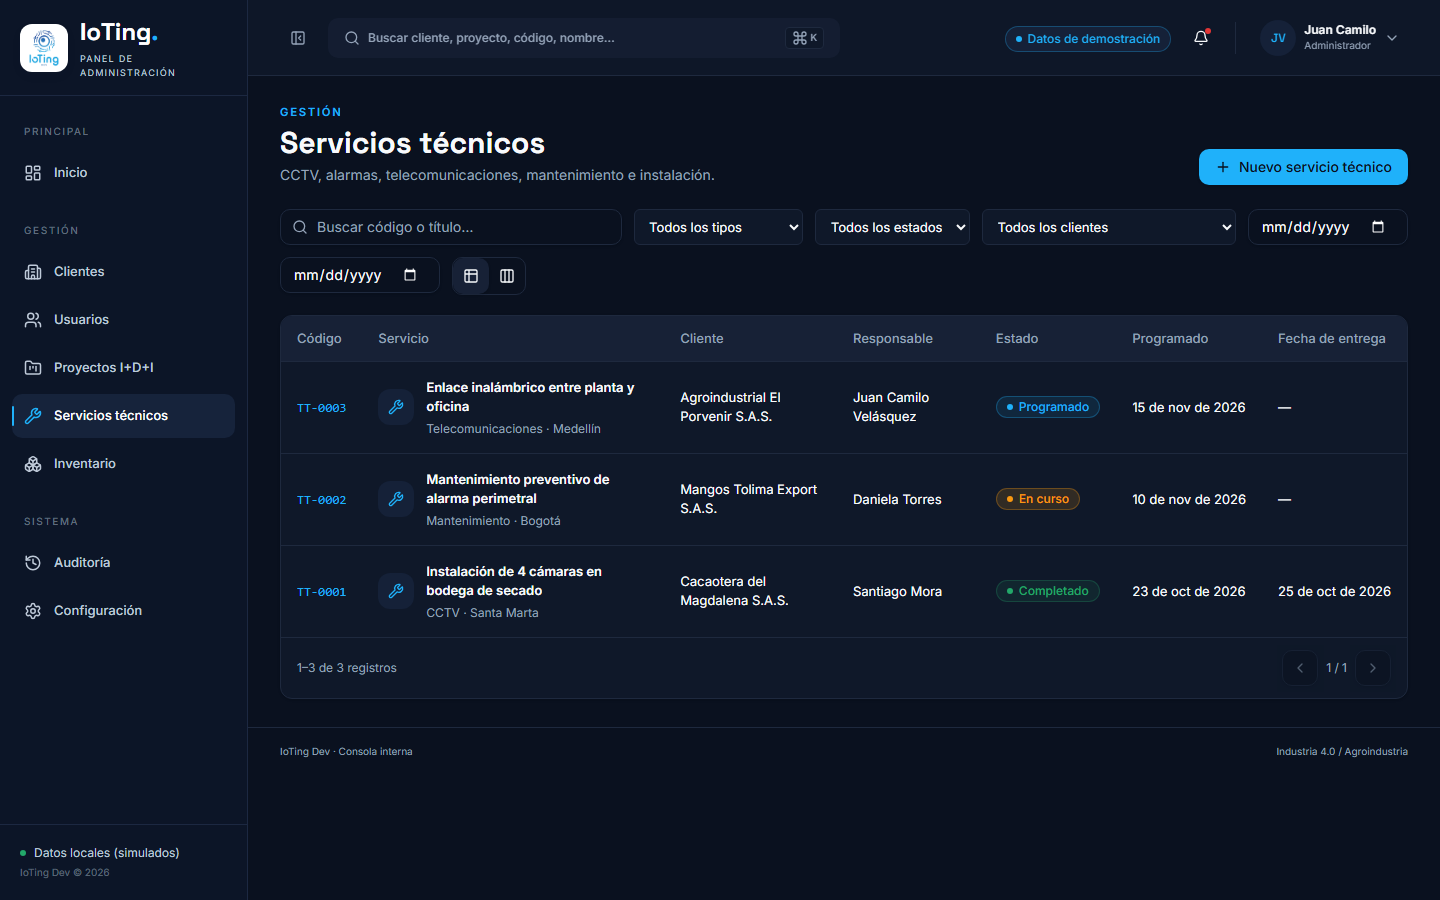 IoTing.
IoTing
PANEL DE
ADMINISTRACIÓN
Buscar cliente, proyecto, código, nombre...
⌘ K
Datos de demostración
JV
Juan Camilo
Administrador
PRINCIPAL
Inicio
GESTIÓN
Clientes
Usuarios
Proyectos I+D+I
Servicios técnicos
Inventario
SISTEMA
Auditoría
Configuración
Datos locales (simulados)
IoTing Dev © 2026
GESTIÓN
Servicios técnicos
CCTV, alarmas, telecomunicaciones, mantenimiento e instalación.
+ Nuevo servicio técnico
Buscar código o título...
Todos los tipos
Todos los estados
Todos los clientes
mm/dd/yyyy
mm/dd/yyyy
Código Servicio Cliente Responsable Estado Programado Fecha de entrega
TT-0003
Enlace inalámbrico entre planta y
oficina
Telecomunicaciones · Medellín
Agroindustrial El
Porvenir S.A.S.
Juan Camilo
Velásquez
Programado
15 de nov de 2026
—
TT-0002
Mantenimiento preventivo de
alarma perimetral
Mantenimiento · Bogotá
Mangos Tolima Export
S.A.S.
Daniela Torres
En curso
10 de nov de 2026
—
TT-0001
Instalación de 4 cámaras en
bodega de secado
CCTV · Santa Marta
Cacaotera del
Magdalena S.A.S.
Santiago Mora
Completado
23 de oct de 2026
25 de oct de 2026
1–3 de 3 registros
1 / 1
IoTing Dev · Consola interna
Industria 4.0 / Agroindustria